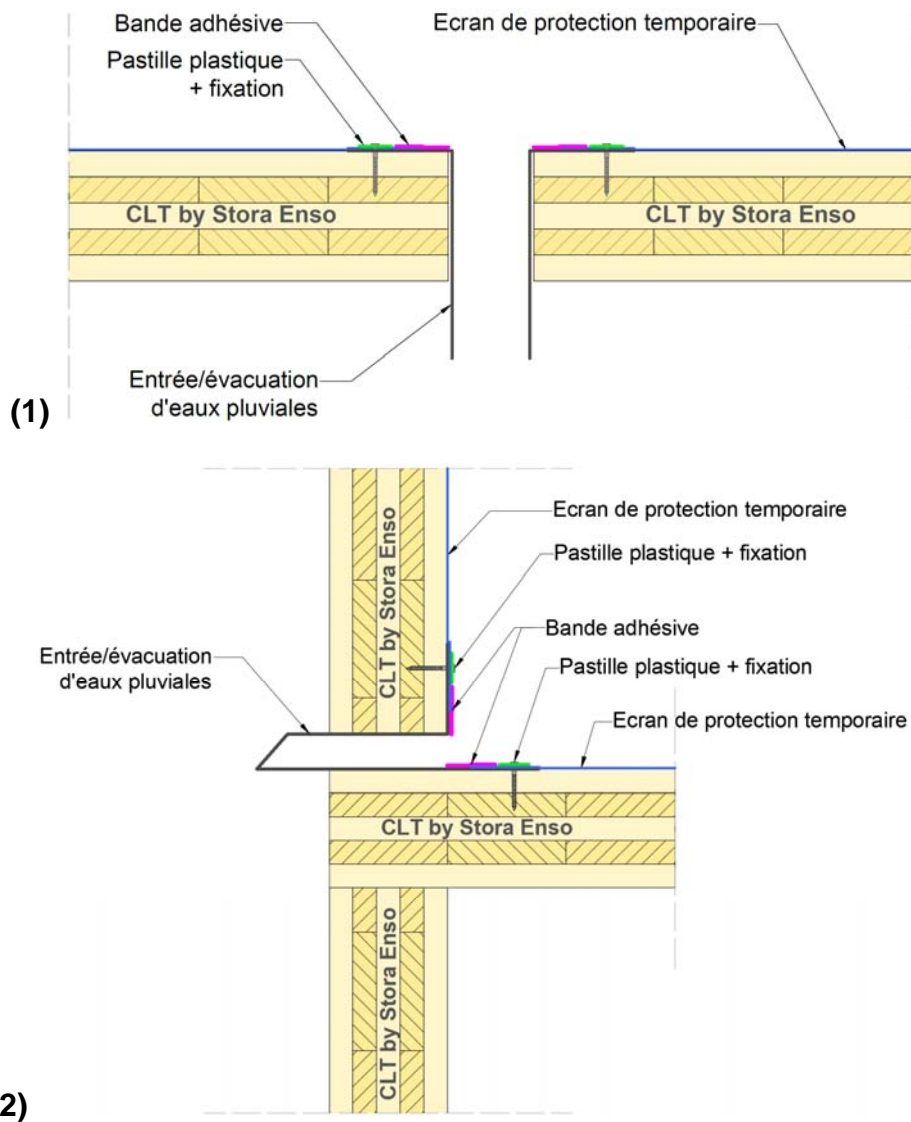 Bande adhésive
Ecran de protection temporaire
Pastille plastique
+ fixation
CLT by Stora Enso
CLT by Stora Enso
Entrée/évacuation
d'eaux pluviales
(1)
CLT by Stora Enso
Ecran de protection temporaire
Pastille plastique + fixation
Bande adhésive
Entrée/évacuation
d'eaux pluviales
Pastille plastique + fixation
Ecran de protection temporaire
CLT by Stora Enso
CLT by Stora Enso
2)